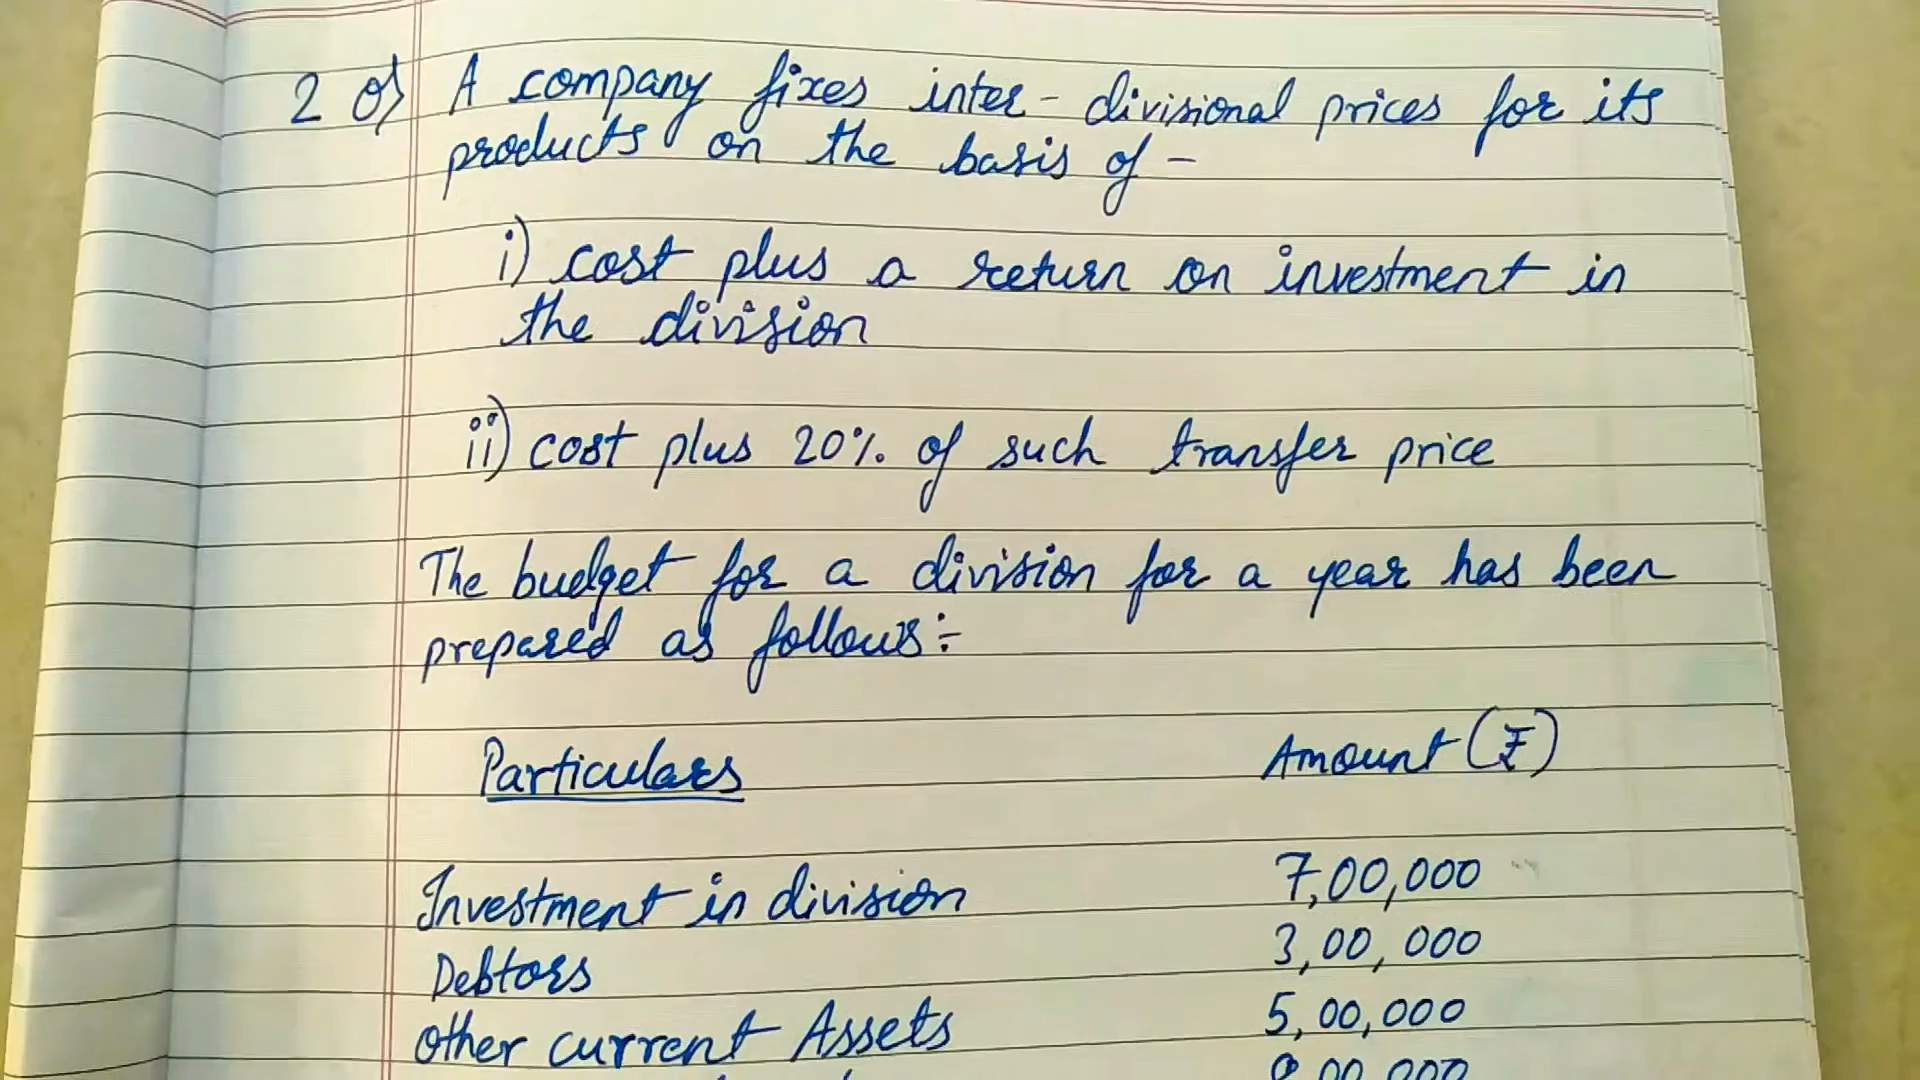 2 Q) A company fixes inter-divisional prices for its
products on the basis of -
i) cost plus a return on investment in
the division
ii) cost plus 20% of such transfer price
The budget for a division for a year has been
prepared as follows:-
Particulars Amount (₹)
Investment in division 7,00,000
Debtors 3,00,000
Other current Assets 5,00,000